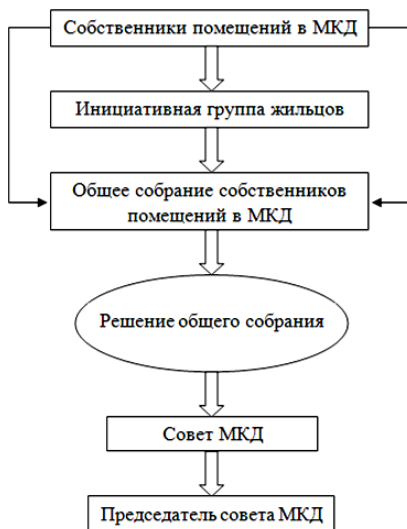 Собственники помещений в МКД
Инициативная группа жильцов
Общее собрание собственников
помещений в МКД
Решение общего собрания
Совет МКД
Председатель совета МКД